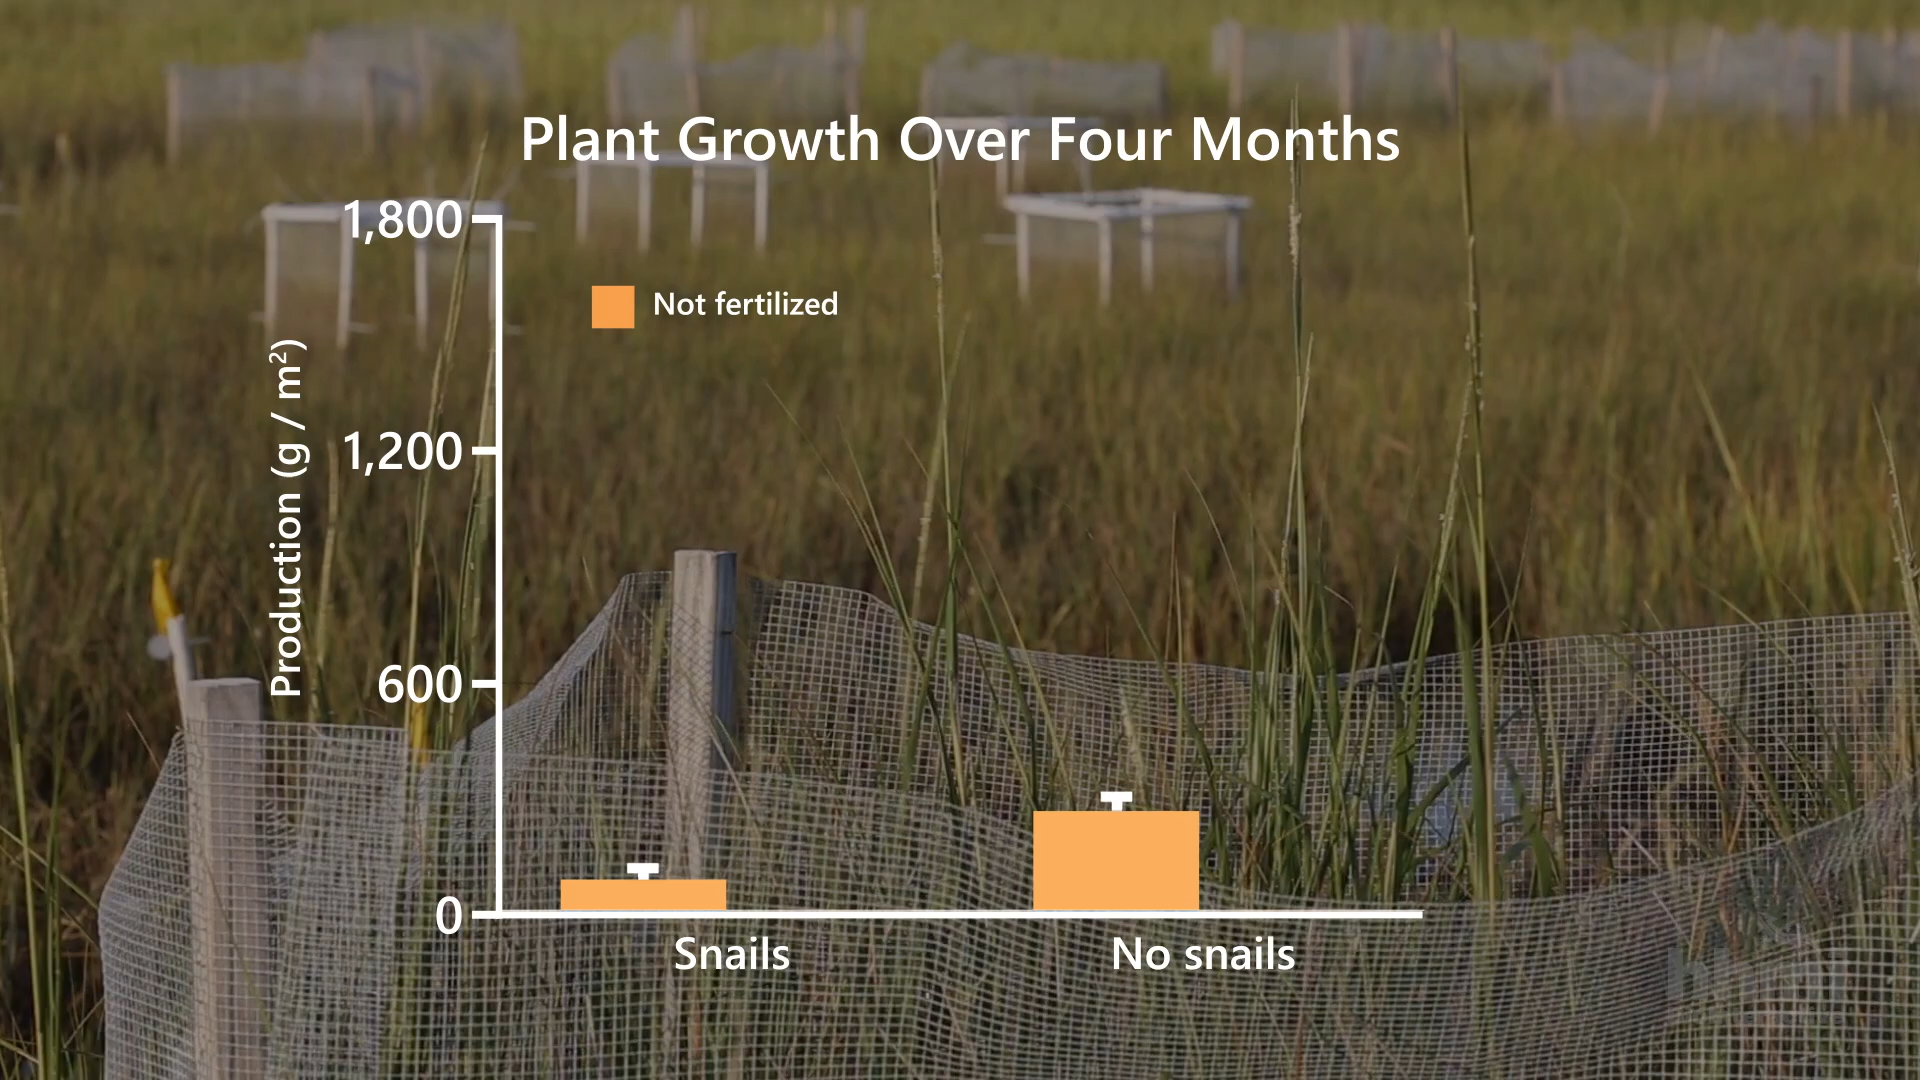 Plant Growth Over Four Months
1,800
Not fertilized
Production (g / m²)
1,200
600
0
Snails
No snails